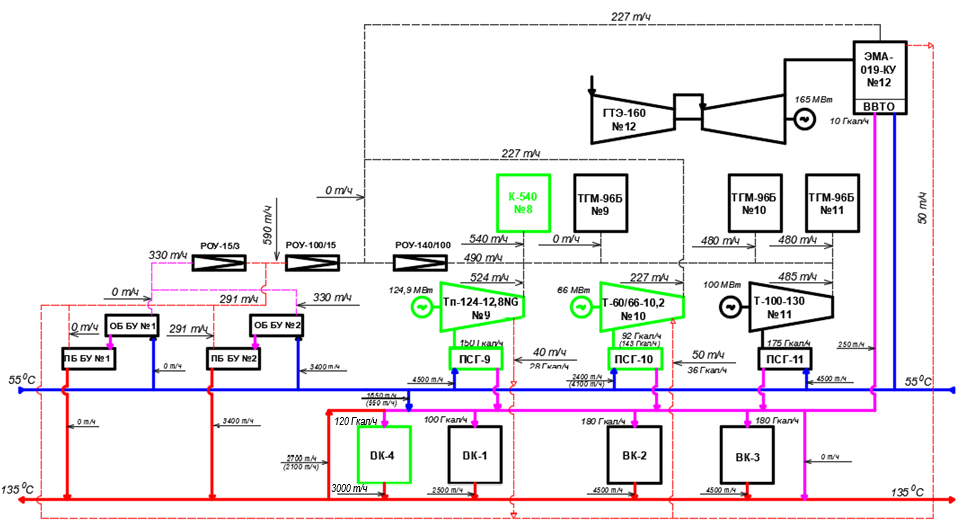 227 т/ч
ЭМА-
019-КУ
№12
ВВТО
10 Гкал/ч
165 МВт
ГТЭ-160
№12
50 т/ч
227 т/ч
0 т/ч
К-540
№8
ТГМ-96Б
№9
ТГМ-96Б
№10
ТГМ-96Б
№11
590 т/ч
330 т/ч
РОУ-15/3
РОУ-100/15
РОУ-140/100
540 т/ч
0 т/ч
480 т/ч
480 т/ч
490 т/ч
0 т/ч
291 т/ч
330 т/ч
124,9 МВт
524 т/ч
Тп-124-12,8NG
№9
66 МВт
227 т/ч
Т-60/66-10,2
№10
100 МВт
485 т/ч
Т-100-130
№11
ОБ БУ №1
ОБ БУ №2
0 т/ч
291 т/ч
ПБ БУ №1
ПБ БУ №2
150 Гкал/ч
ПСГ-9
40 т/ч
28 Гкал/ч
92 Гкал/ч
(143 Гкал/ч)
ПСГ-10
50 т/ч
36 Гкал/ч
175 Гкал/ч
ПСГ-11
250 т/ч
0 т/ч
3400 т/ч
4500 т/ч
2400 т/ч
(4100 т/ч)
4500 т/ч
55⁰С
55⁰С
1550 т/ч
(550 т/ч)
0 т/ч
3400 т/ч
120 Гкал/ч
100 Гкал/ч
180 Гкал/ч
180 Гкал/ч
ВК-4
ВК-1
ВК-2
ВК-3
2700 т/ч
(2100 т/ч)
0 т/ч
3000 т/ч
2500 т/ч
4500 т/ч
4500 т/ч
135⁰С
135⁰С